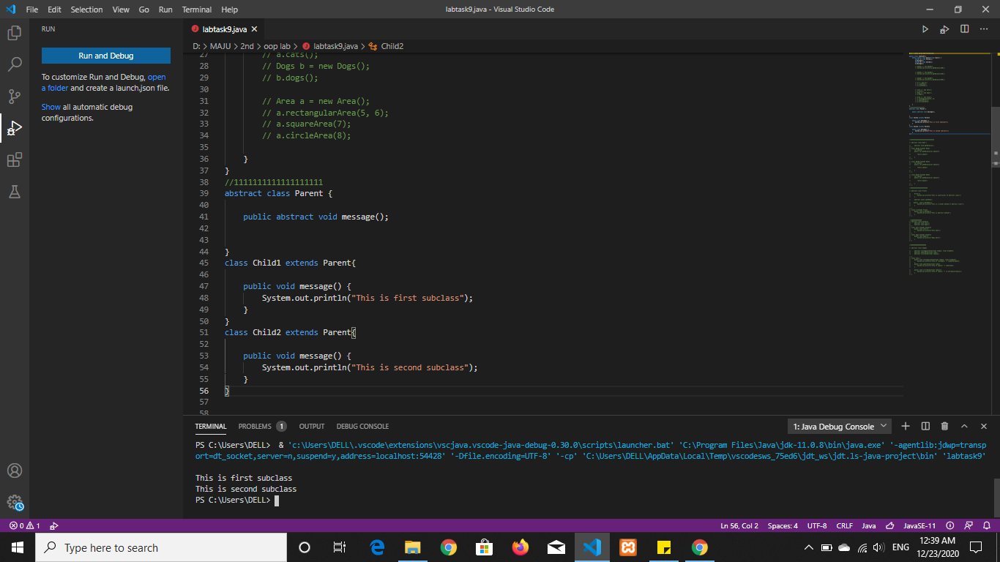 File Edit Selection View Go Run Terminal Help
labtask9.java - Visual Studio Code
RUN
Run and Debug
To customize Run and Debug, open
a folder and create a launch.json file.
Show all automatic debug
configurations.
labtask9.java
D: > MAJU > 2nd > oop lab > labtask9.java > Child2
27 // a.cats();
28 // Dogs b = new Dogs();
29 // b.dogs();
30
31 // Area a = new Area();
32 // a.rectangularArea(5, 6);
33 // a.squareArea(7);
34 // a.circleArea(8);
35
36 }
37 }
38 //1111111111111111111
39 abstract class Parent {
40
41 public abstract void message();
42
43
44 }
45 class Child1 extends Parent{
46
47 public void message() {
48 System.out.println("This is first subclass");
49 }
50 }
51 class Child2 extends Parent{
52
53 public void message() {
54 System.out.println("This is second subclass");
55 }
56 }
57
58
TERMINAL PROBLEMS 1 OUTPUT DEBUG CONSOLE
1: Java Debug Console
PS C:\Users\DELL> & 'c:\Users\DELL\.vscode\extensions\vscjava.vscode-java-debug-0.30.0\scripts\launcher.bat' 'C:\Program Files\Java\jdk-11.0.8\bin\java.exe' '-agentlib:jdwp=transp
ort=dt_socket,server=n,suspend=y,address=localhost:54428' '-Dfile.encoding=UTF-8' '-cp' 'C:\Users\DELL\AppData\Local\Temp\vscodesws_75ed6\jdt_ws\jdt.ls-java-project\bin' 'labtask9'
This is first subclass
This is second subclass
PS C:\Users\DELL>
0 1
Ln 56, Col 2 Spaces: 4 UTF-8 CRLF Java JavaSE-11
Type here to search
ENG
12:39 AM
12/23/2020